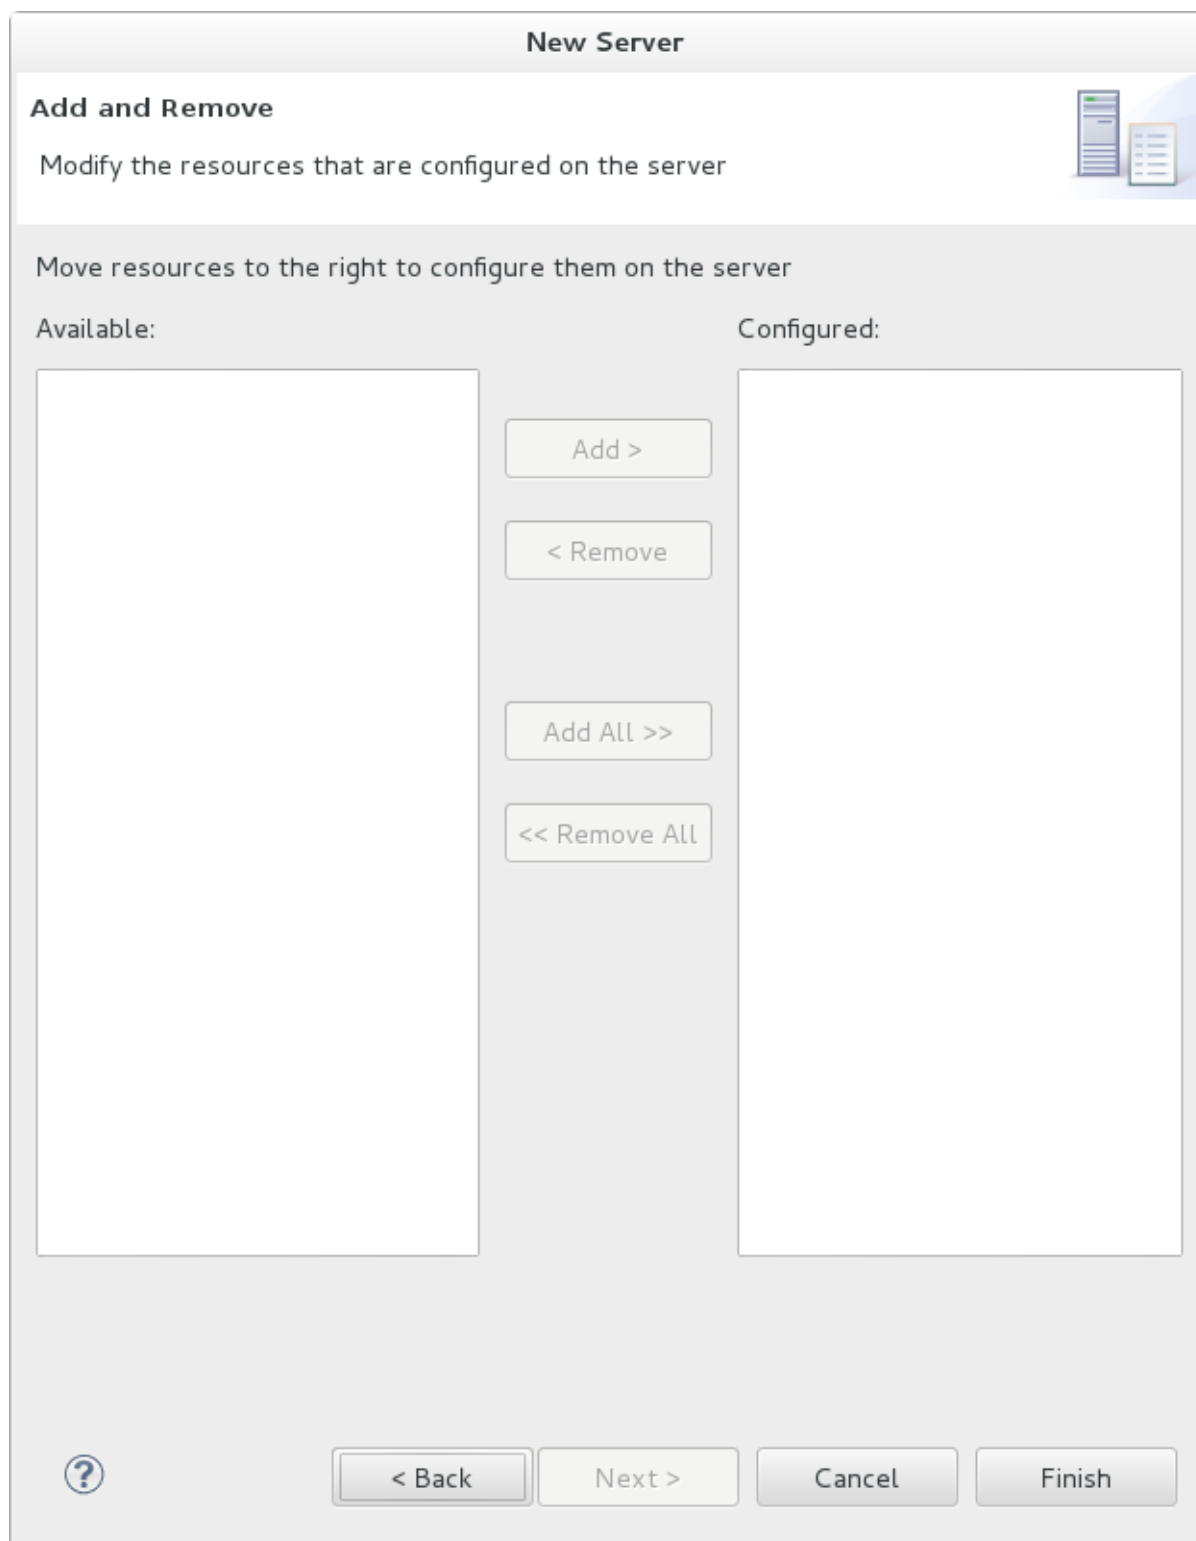 New Server
Add and Remove
Modify the resources that are configured on the server
Move resources to the right to configure them on the server
Available:
Configured:
Add >
< Remove
Add All >>
<< Remove All
?
< Back
Next >
Cancel
Finish